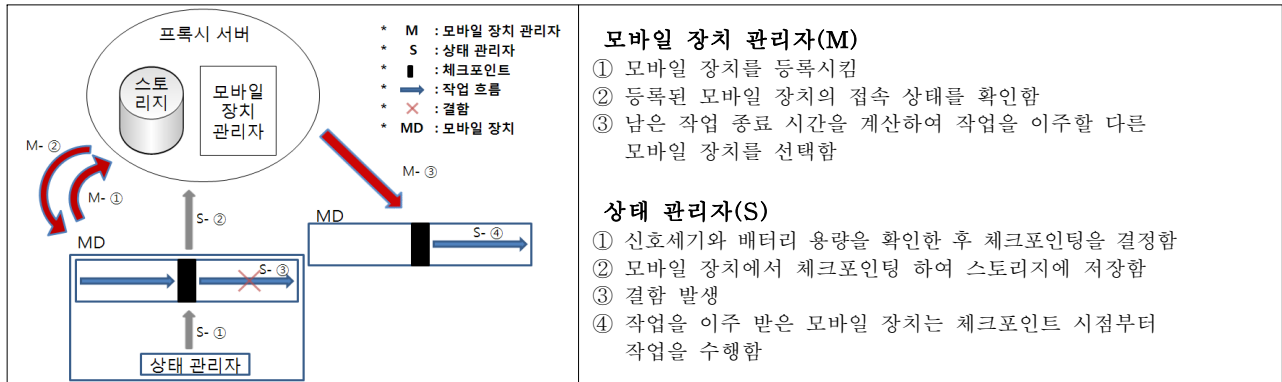 프록시 서버
스토
리지
모바일
장치
관리자
* M : 모바일 장치 관리자
* S : 상태 관리자
* : 체크포인트
* : 작업 흐름
* : 결함
* MD : 모바일 장치
M- ②
M- ①
M- ③
S- ②
MD
MD
S- ④
S- ③
S- ①
상태 관리자
모바일 장치 관리자(M)
① 모바일 장치를 등록시킴
② 등록된 모바일 장치의 접속 상태를 확인함
③ 남은 작업 종료 시간을 계산하여 작업을 이주할 다른
모바일 장치를 선택함
상태 관리자(S)
① 신호세기와 배터리 용량을 확인한 후 체크포인팅을 결정함
② 모바일 장치에서 체크포인팅 하여 스토리지에 저장함
③ 결함 발생
④ 작업을 이주 받은 모바일 장치는 체크포인트 시점부터
작업을 수행함